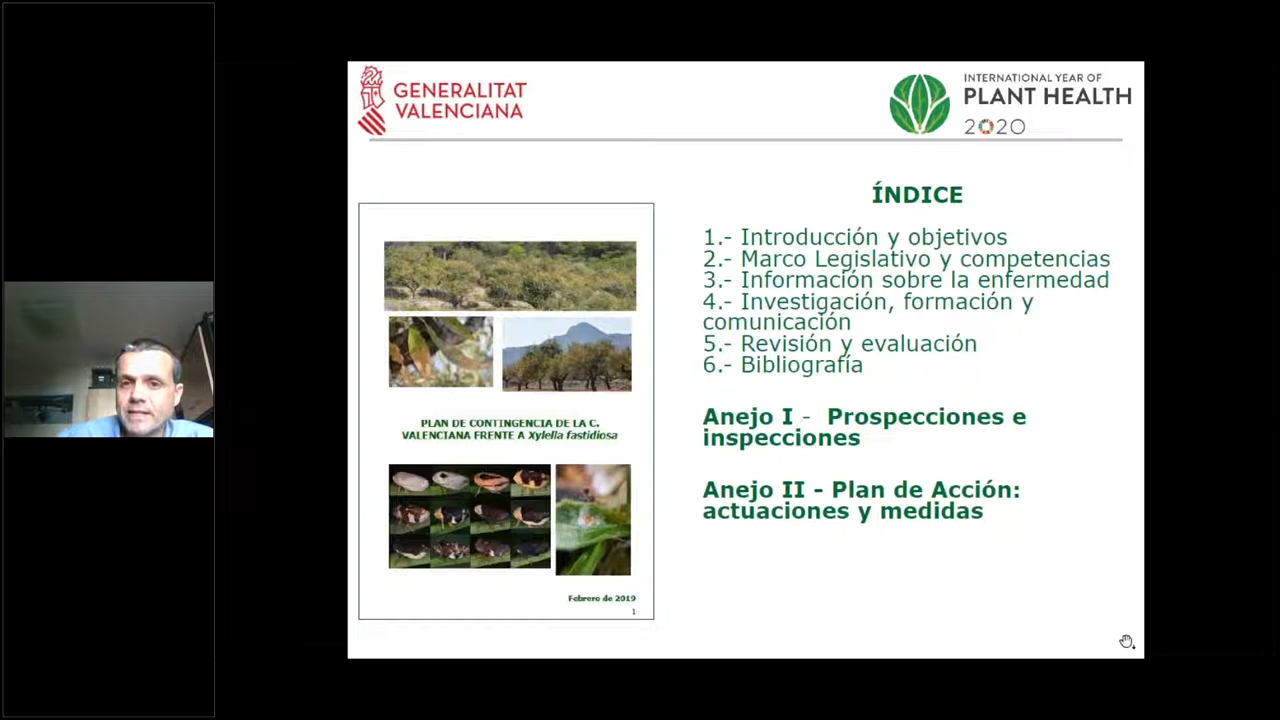 GENERALITAT
VALENCIANA
INTERNATIONAL YEAR OF
PLANT HEALTH
2020
ÍNDICE
1.- Introducción y objetivos
2.- Marco Legislativo y competencias
3.- Información sobre la enfermedad
4.- Investigación, formación y
comunicación
5.- Revisión y evaluación
6.- Bibliografía
Anejo I - Prospecciones e
inspecciones
Anejo II - Plan de Acción:
actuaciones y medidas
PLAN DE CONTINGENCIA DE LA C.
VALENCIANA FRENTE A Xylella fastidiosa
Febrero de 2019
1